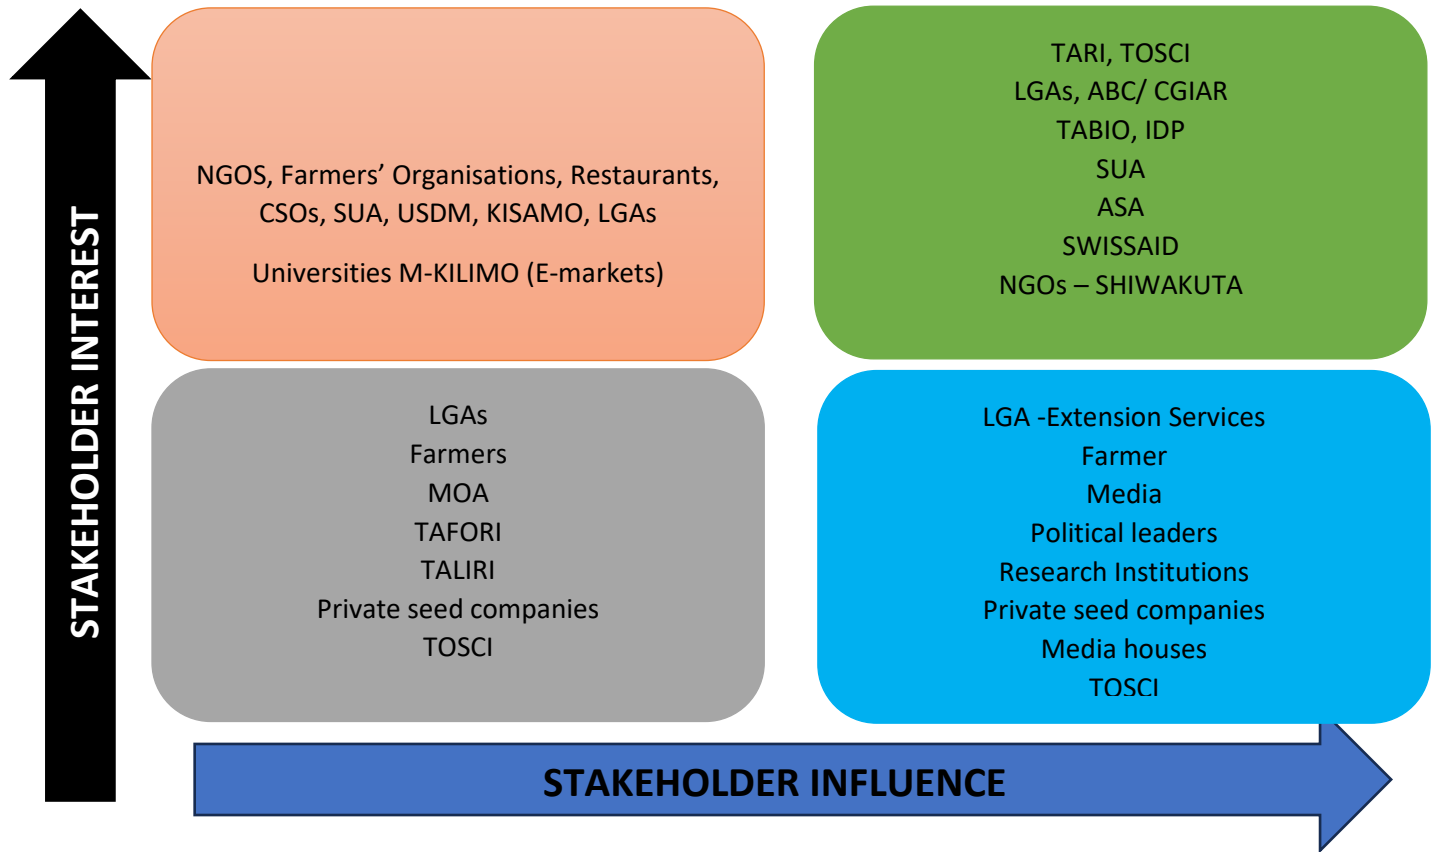 STAKEHOLDER INTEREST
NGOS, Farmers’ Organisations, Restaurants,
CSOs, SUA, USDM, KISAMO, LGAs
Universities M-KILIMO (E-markets)
TARI, TOSCI
LGAs, ABC/ CGIAR
TABIO, IDP
SUA
ASA
SWISSAID
NGOs – SHIWAKUTA
LGAs
Farmers
MOA
TAFORI
TALIRI
Private seed companies
TOSCI
LGA -Extension Services
Farmer
Media
Political leaders
Research Institutions
Private seed companies
Media houses
TOSCI
STAKEHOLDER INFLUENCE